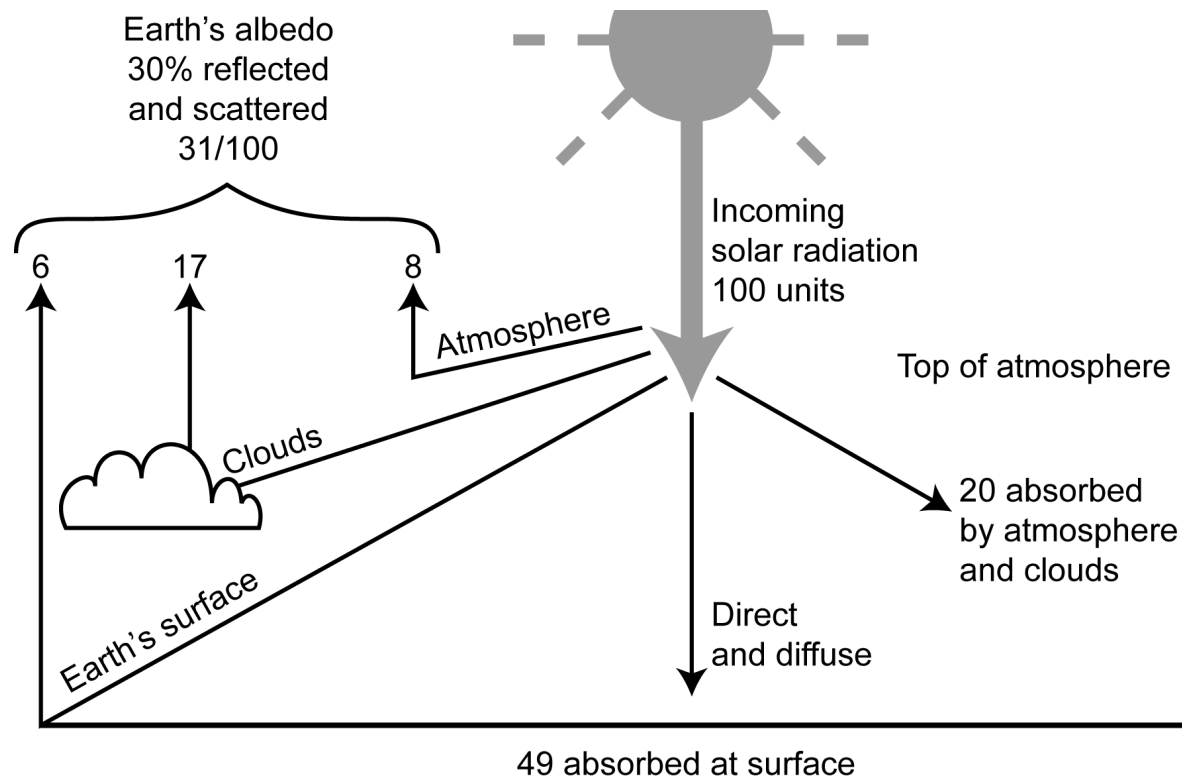 Earth’s albedo
30% reflected
and scattered
31/100
6
17
8
Incoming
solar radiation
100 units
Atmosphere
Top of atmosphere
Clouds
20 absorbed
by atmosphere
and clouds
Earth’s surface
Direct
and diffuse
49 absorbed at surface